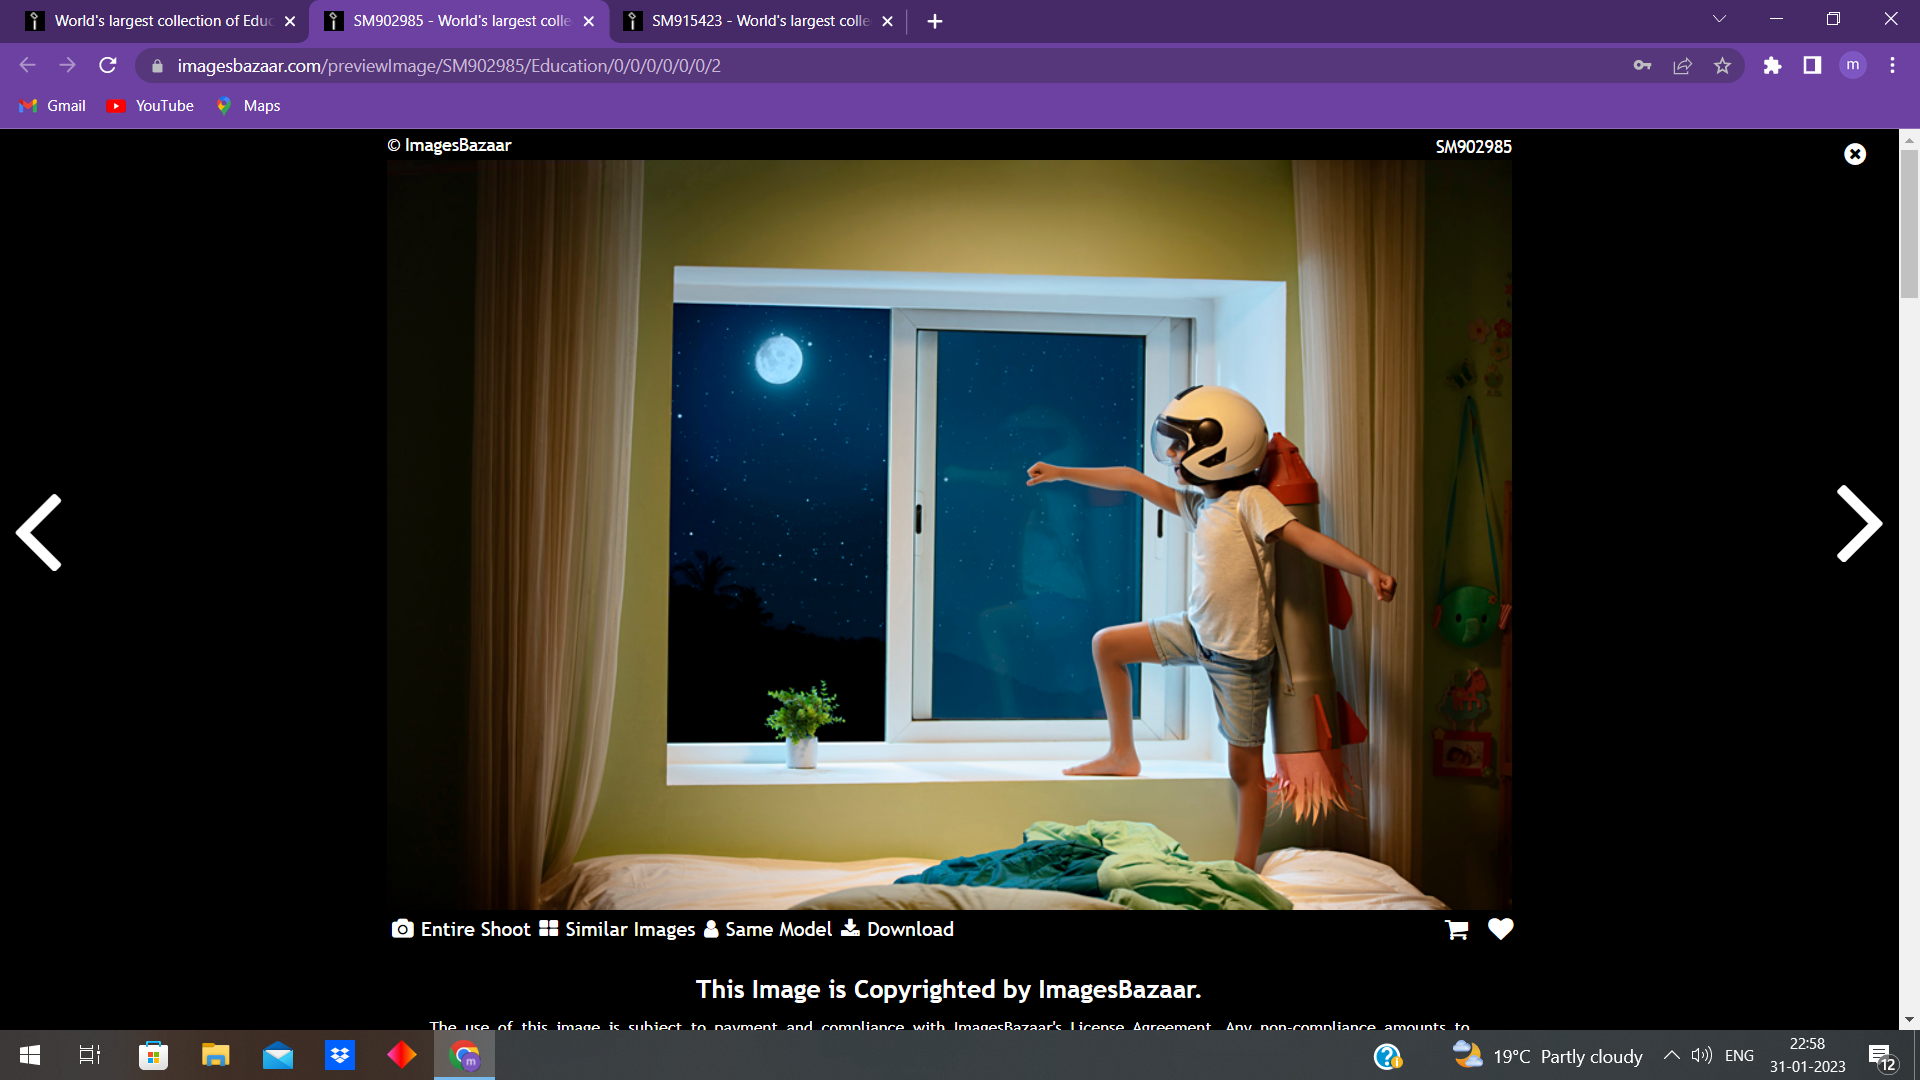 World's largest collection of Educ
SM902985 - World's largest colle
SM915423 - World's largest colle
imagesbazaar.com/previewImage/SM902985/Education/0/0/0/0/0/0/2
m
Gmail
YouTube
Maps
© ImagesBazaar
SM902985
Entire Shoot
Similar Images
Same Model
Download
This Image is Copyrighted by ImagesBazaar.
The use of this image is subject to payment and compliance with ImagesBazaar's License Agreement. Any non-compliance amounts to
19°C Partly cloudy
ENG
22:58
31-01-2023
12